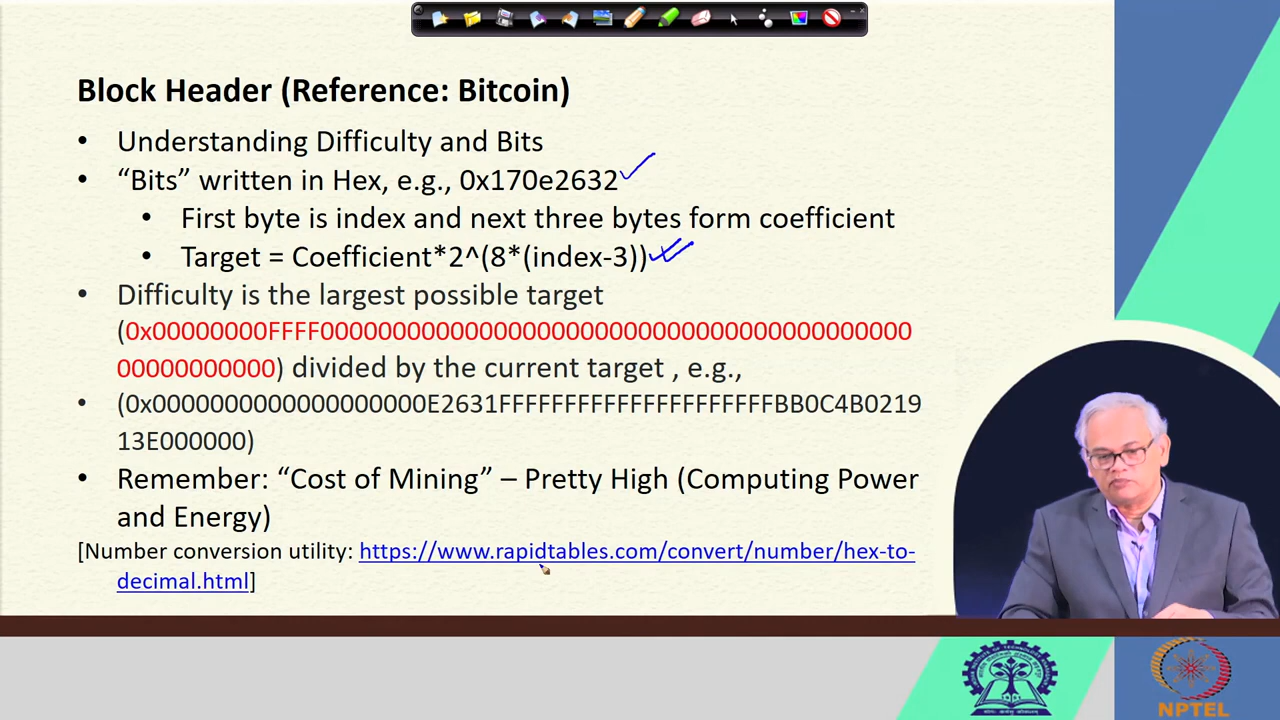 Block Header (Reference: Bitcoin)
• Understanding Difficulty and Bits
• “Bits” written in Hex, e.g., 0x170e2632
• First byte is index and next three bytes form coefficient
• Target = Coefficient*2^(8*(index-3))
• Difficulty is the largest possible target
(0x00000000FFFF00000000000000000000000000000000000000000000
00000000000) divided by the current target , e.g.,
• (0x0000000000000000000E2631FFFFFFFFFFFFFFFFFFFFFBB0C4B0219
13E000000)
• Remember: “Cost of Mining” – Pretty High (Computing Power
and Energy)
[Number conversion utility: https://www.rapidtables.com/convert/number/hex-to-
decimal.html]
NPTEL